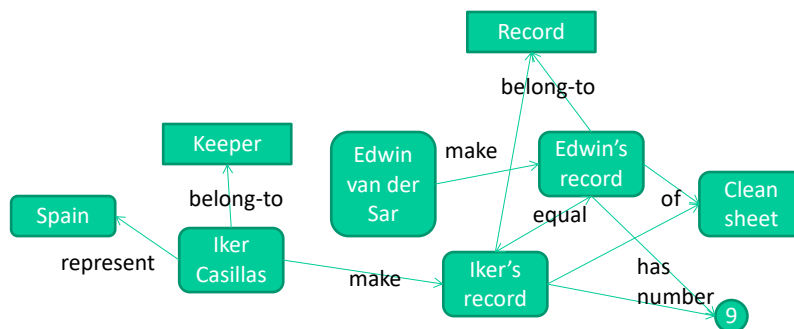 Record
belong-to
Keeper
Edwin
van der
Sar
make
Edwin's
record
Clean
sheet
belong-to
equal
of
Spain
Iker
Casillas
represent
make
Iker's
record
has
number
9